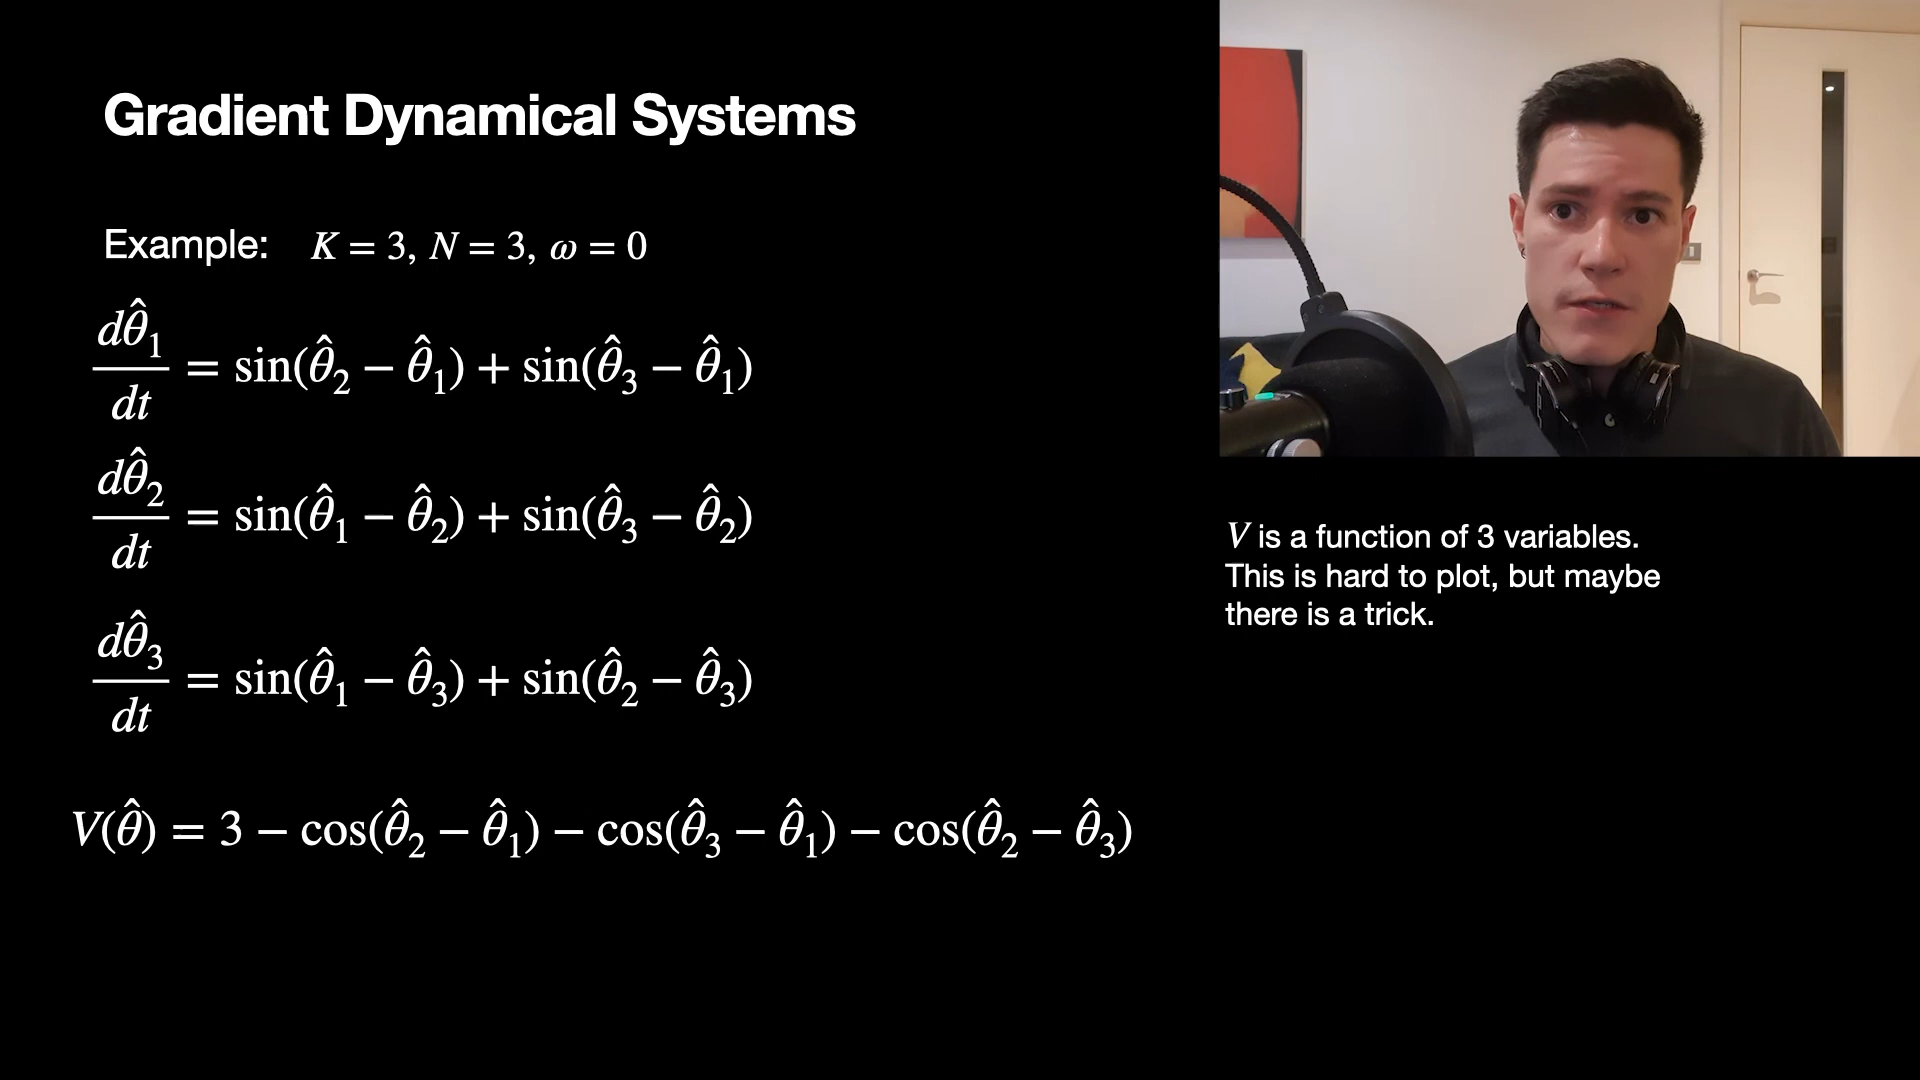 Gradient Dynamical Systems
Example: K = 3, N = 3, ω = 0
dθ̂₁/dt = sin(θ̂₂ − θ̂₁) + sin(θ̂₃ − θ̂₁)
dθ̂₂/dt = sin(θ̂₁ − θ̂₂) + sin(θ̂₃ − θ̂₂)
dθ̂₃/dt = sin(θ̂₁ − θ̂₃) + sin(θ̂₂ − θ̂₃)
V(θ̂) = 3 − cos(θ̂₂ − θ̂₁) − cos(θ̂₃ − θ̂₁) − cos(θ̂₂ − θ̂₃)
V is a function of 3 variables.
This is hard to plot, but maybe
there is a trick.